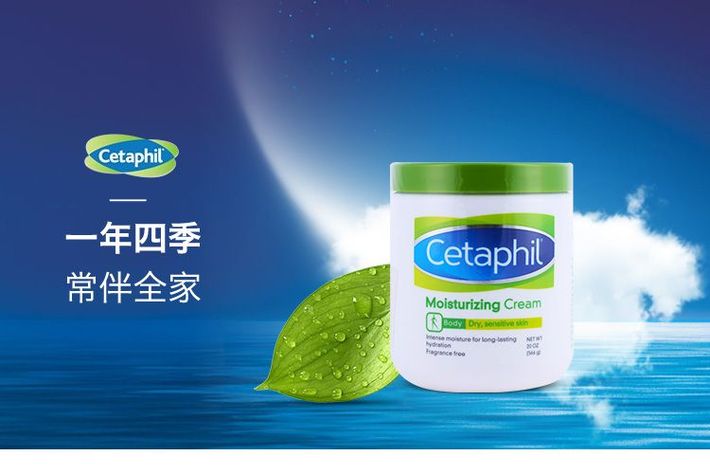 Cetaphil
一年四季
常伴全家
Cetaphil
Moisturizing Cream
Body Dry, sensitive skin
Intense moisture for long-lasting
hydration
Fragrance free
NET WT
20 OZ
(566 g)